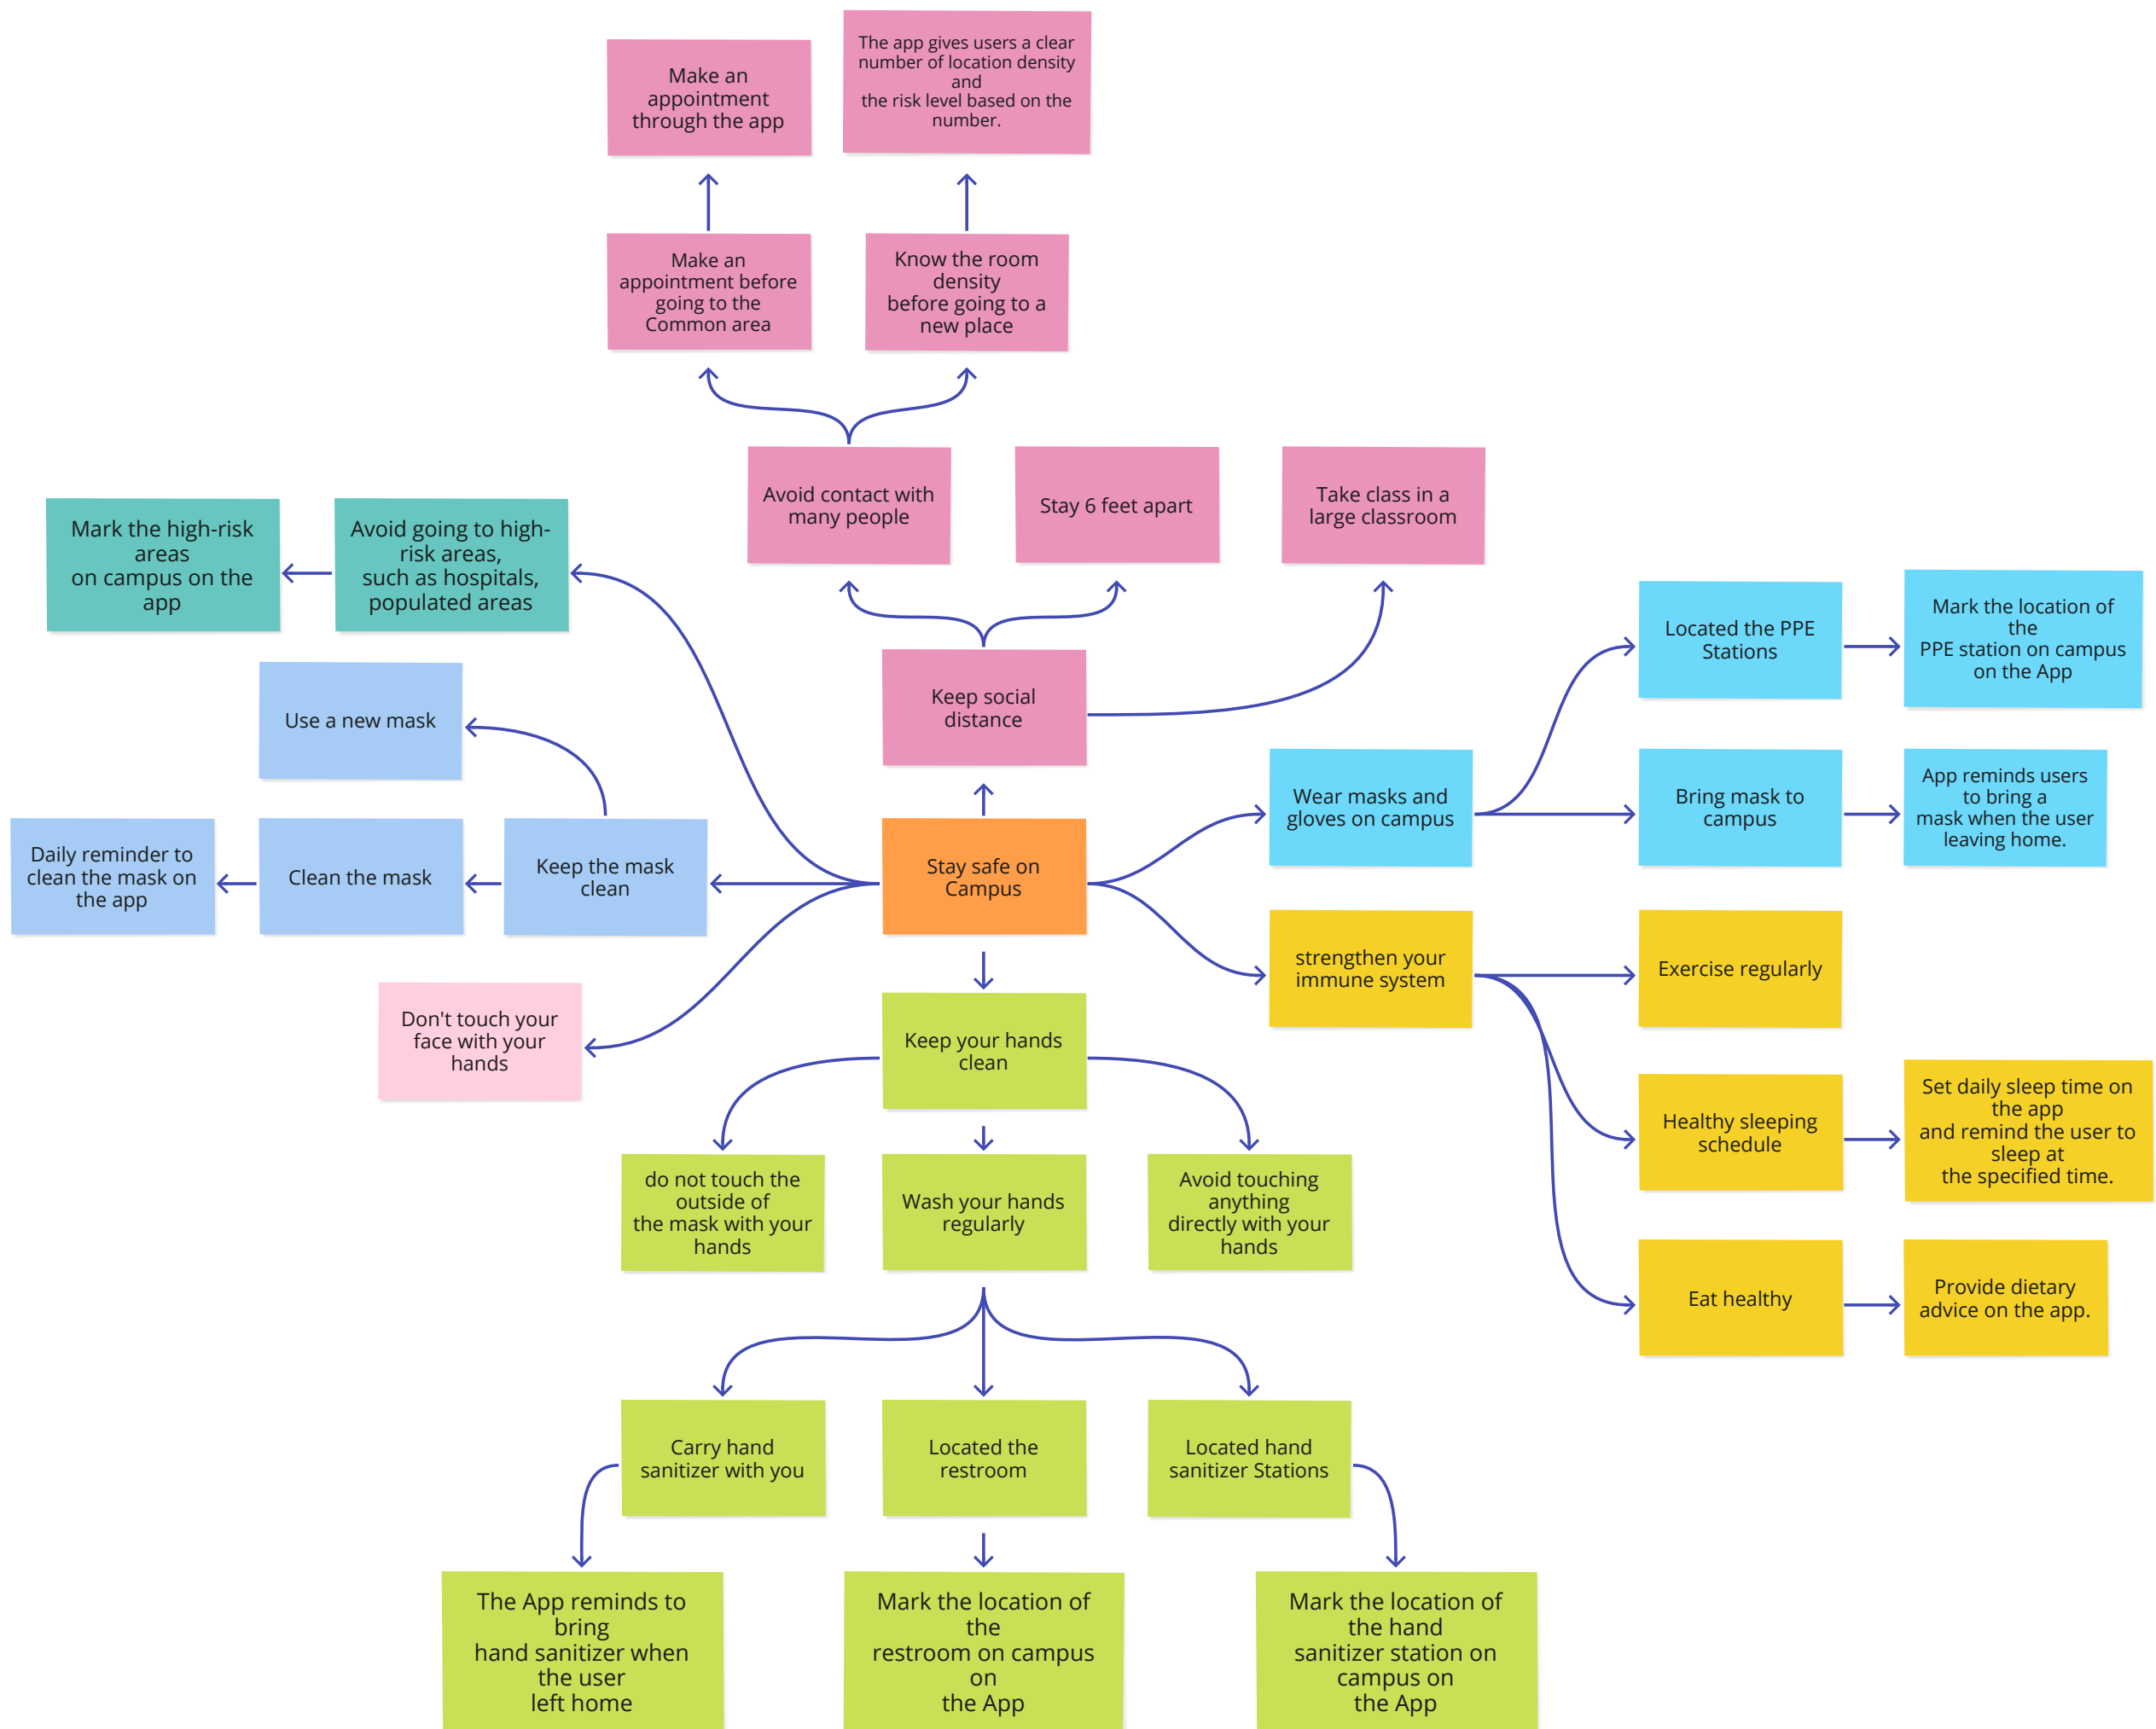 Make an
appointment
through the app
The app gives users a clear
number of location density
and
the risk level based on the
number.
Make an
appointment before
going to the
Common area
Know the room
density
before going to a
new place
Avoid contact with
many people
Stay 6 feet apart
Take class in a
large classroom
Mark the high-risk
areas
on campus on the
app
Avoid going to high-
risk areas,
such as hospitals,
populated areas
Located the PPE
Stations
Mark the location of
the
PPE station on campus
on the App
Use a new mask
Keep social
distance
Wear masks and
gloves on campus
Bring mask to
campus
App reminds users
to bring a
mask when the user
leaving home.
Daily reminder to
clean the mask on
the app
Clean the mask
Keep the mask
clean
Stay safe on
Campus
strengthen your
immune system
Exercise regularly
Don't touch your
face with your
hands
Keep your hands
clean
Healthy sleeping
schedule
Set daily sleep time on
the app
and remind the user to
sleep at
the specified time.
do not touch the
outside of
the mask with your
hands
Wash your hands
regularly
Avoid touching
anything
directly with your
hands
Eat healthy
Provide dietary
advice on the app.
Carry hand
sanitizer with you
Located the
restroom
Located hand
sanitizer Stations
The App reminds to
bring
hand sanitizer when
the user
left home
Mark the location of
the
restroom on campus
on
the App
Mark the location of
the hand
sanitizer station on
campus on
the App